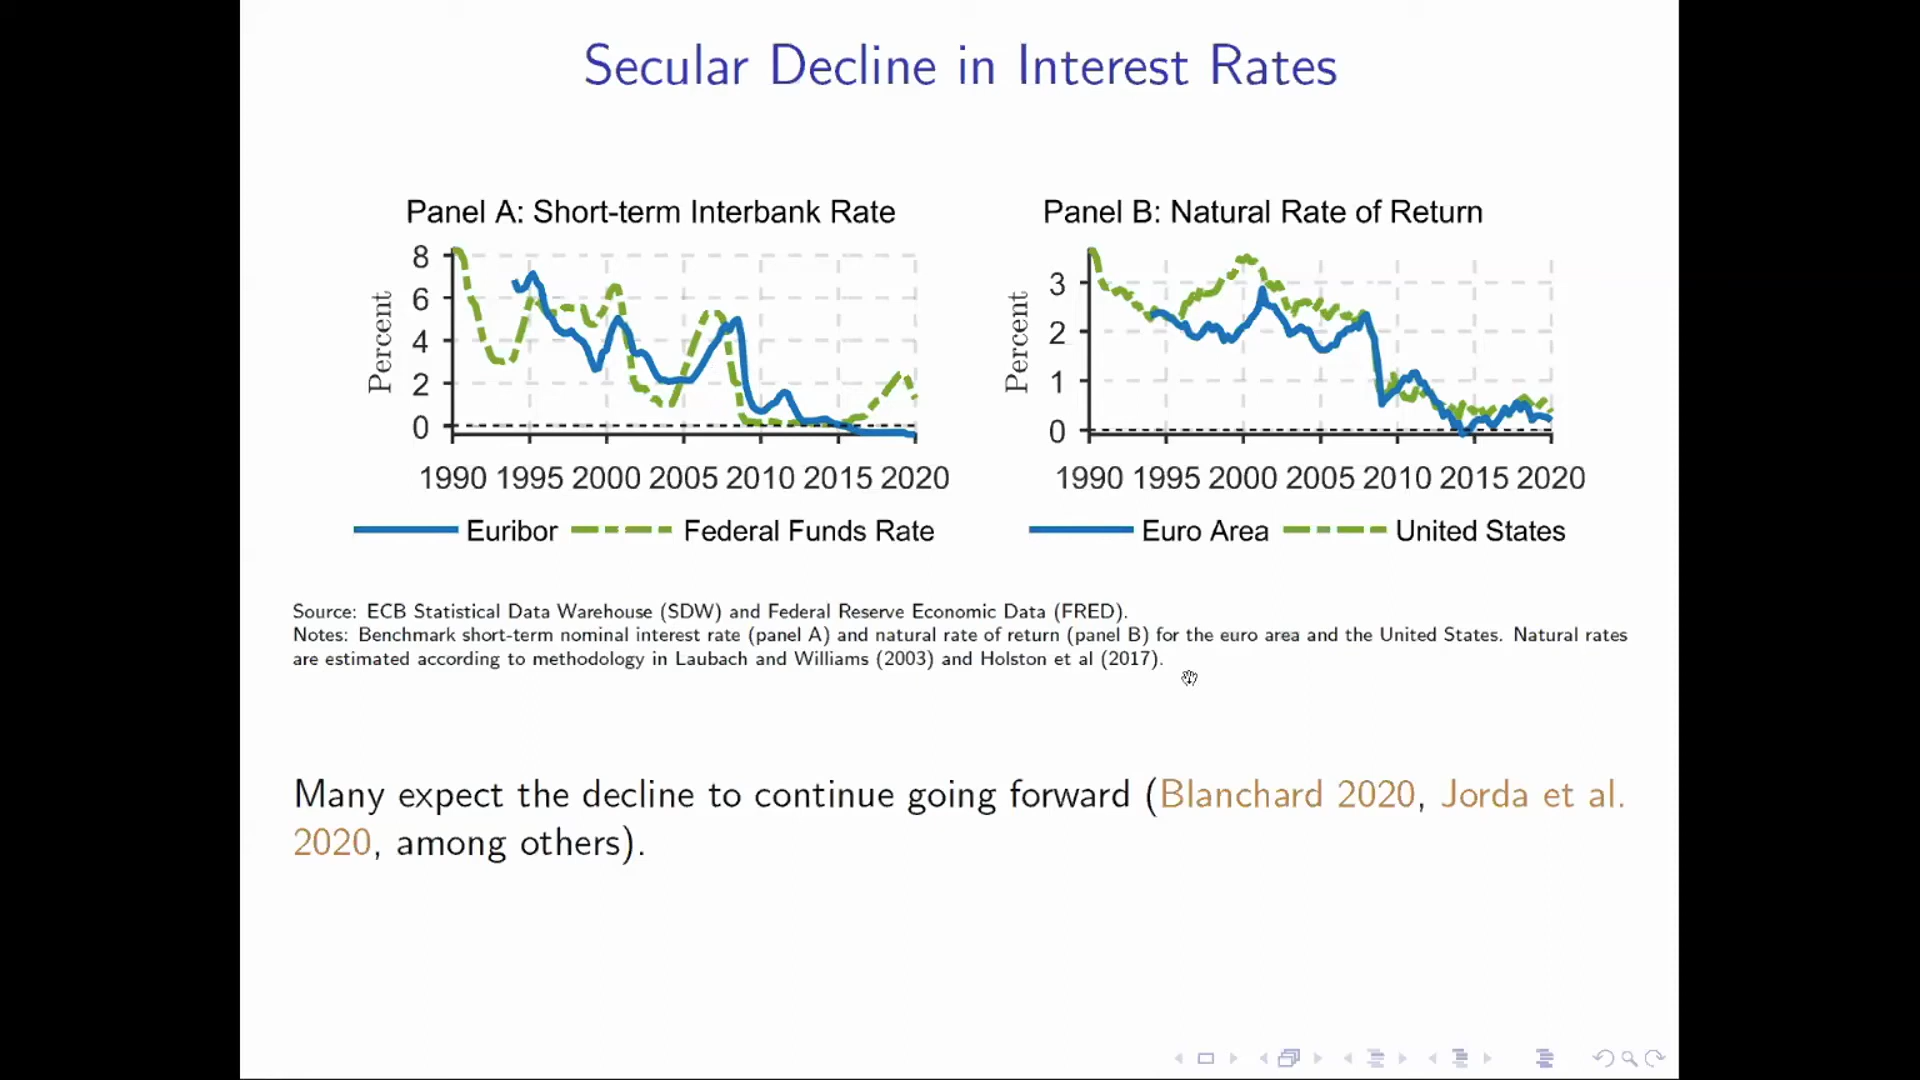 Secular Decline in Interest Rates
Panel A: Short-term Interbank Rate
8
6
4
2
0
Percent
1990 1995 2000 2005 2010 2015 2020
Euribor Federal Funds Rate
Panel B: Natural Rate of Return
3
2
1
0
Percent
1990 1995 2000 2005 2010 2015 2020
Euro Area United States
Source: ECB Statistical Data Warehouse (SDW) and Federal Reserve Economic Data (FRED).
Notes: Benchmark short-term nominal interest rate (panel A) and natural rate of return (panel B) for the euro area and the United States. Natural rates
are estimated according to methodology in Laubach and Williams (2003) and Holston et al (2017).
Many expect the decline to continue going forward (Blanchard 2020, Jorda et al.
2020, among others).